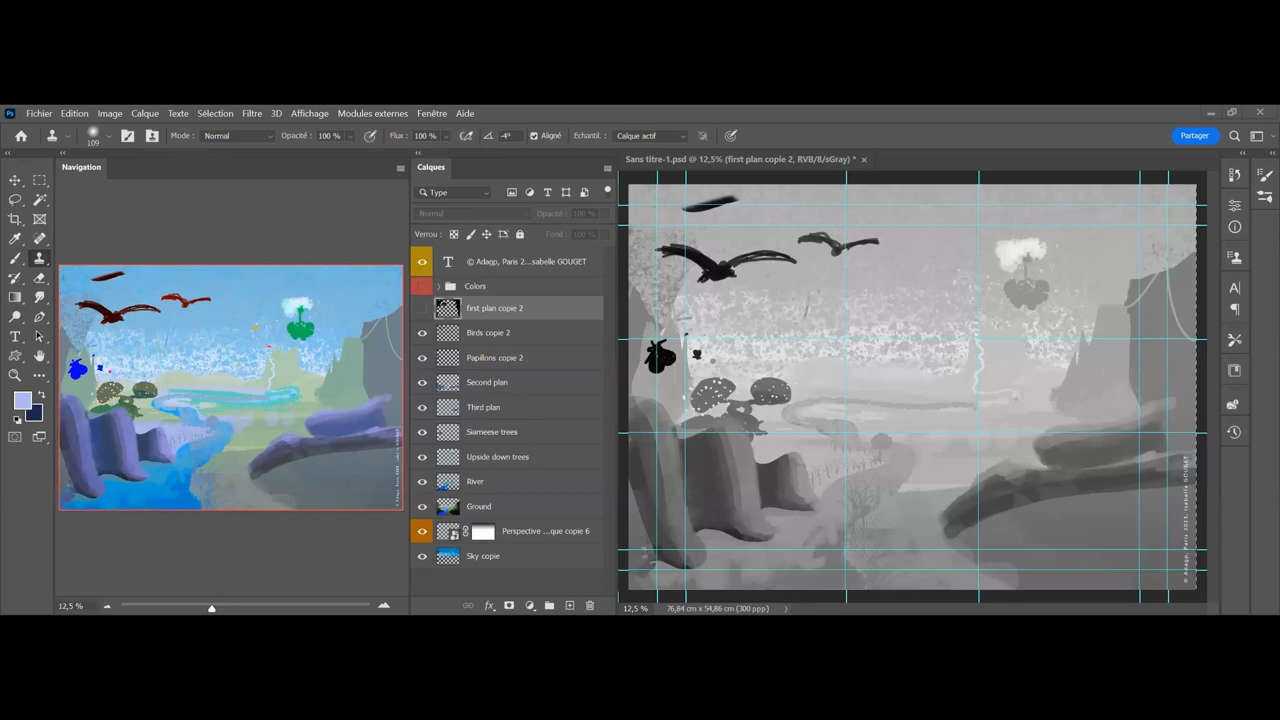 Ps Fichier Edition Image Calque Texte Sélection Filtre 3D Affichage Modules externes Fenêtre Aide
109 Mode : Normal Opacité : 100 % Flux : 100 % -4° Aligné Echantil. : Calque actif Partager
Navigation
Calques
Sans titre-1.psd @ 12,5% (first plan copie 2, RVB/8/sGray) *
Type
Normal Opacité : 100 %
Verrou : Fond : 100 %
T © Adagp, Paris 2...sabelle GOUGET
Colors
first plan copie 2
Birds copie 2
Papillons copie 2
Second plan
Third plan
Siameese trees
Upside down trees
River
Ground
Perspective ...que copie 6
Sky copie
© Adagp, Paris 2023, Isabelle GOUGET
12,5 %
fx
12,5 % 76,84 cm x 54,86 cm (300 ppp)